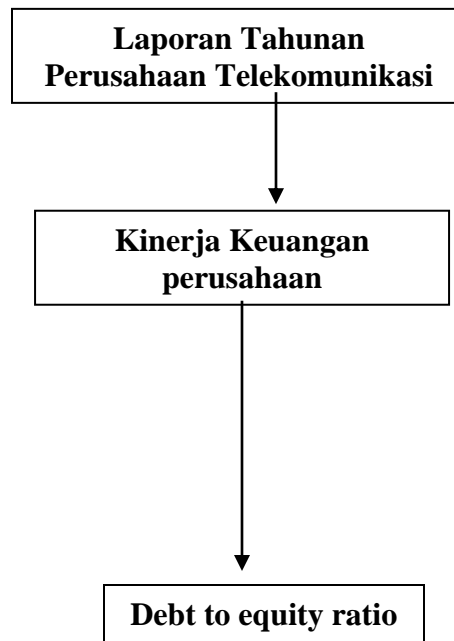 Laporan Tahunan
Perusahaan Telekomunikasi
Kinerja Keuangan
perusahaan
Debt to equity ratio